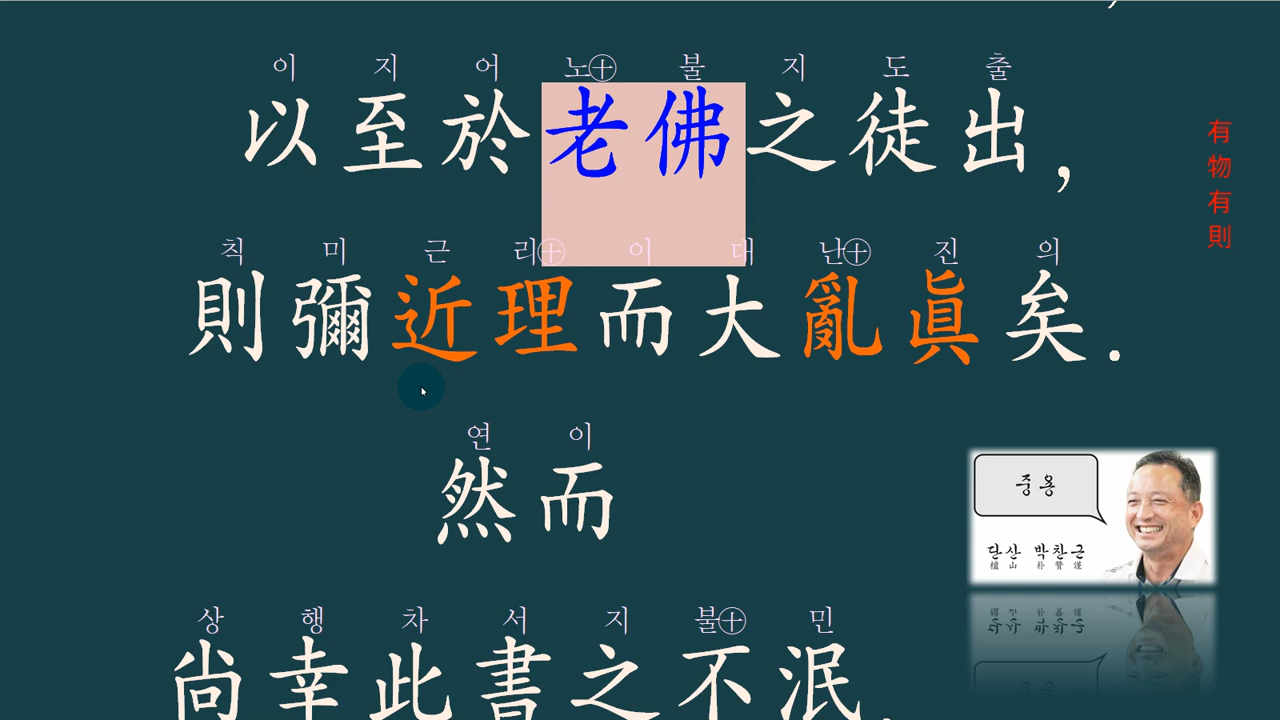 이 지 어 노㊉ 불 지 도 출
以至於老佛之徒出,
칙 미 근 리㊉ 이 대 난㊉ 진 의
則彌近理而大亂眞矣.
연 이
然而
상 행 차 서 지 불㊉ 민
尙幸此書之不泯,
有物有則
중용
단산 박찬근
檀山 朴贊謹